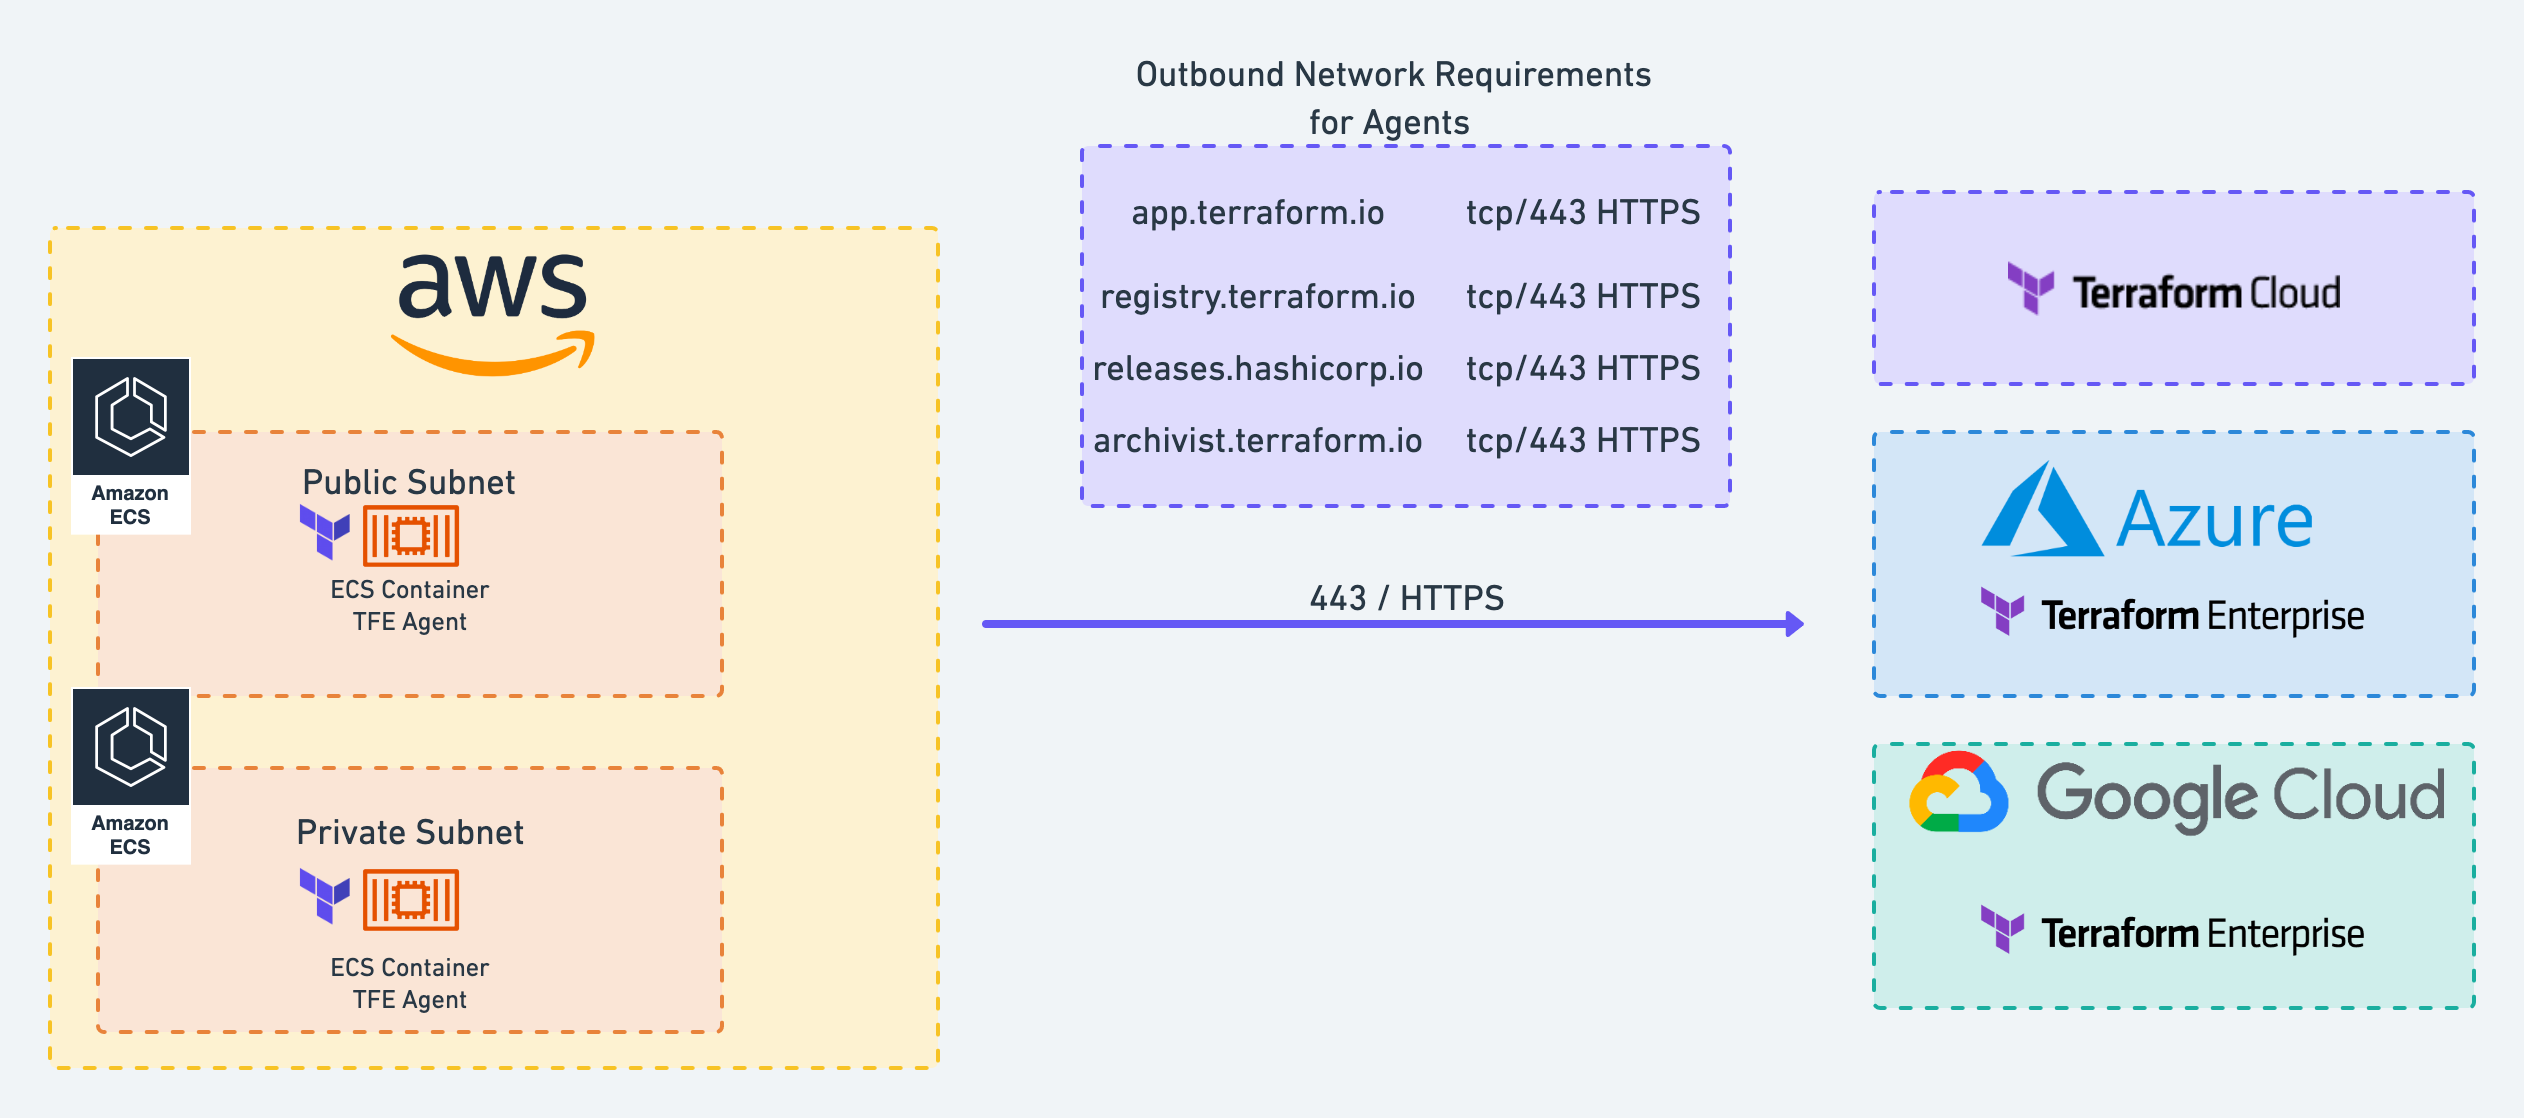 Outbound Network Requirements
for Agents
app.terraform.io tcp/443 HTTPS
registry.terraform.io tcp/443 HTTPS
releases.hashicorp.io tcp/443 HTTPS
archivist.terraform.io tcp/443 HTTPS
443 / HTTPS
aws
Amazon
ECS
Public Subnet
ECS Container
TFE Agent
Amazon
ECS
Private Subnet
ECS Container
TFE Agent
Terraform Cloud
Azure
Terraform Enterprise
Google Cloud
Terraform Enterprise